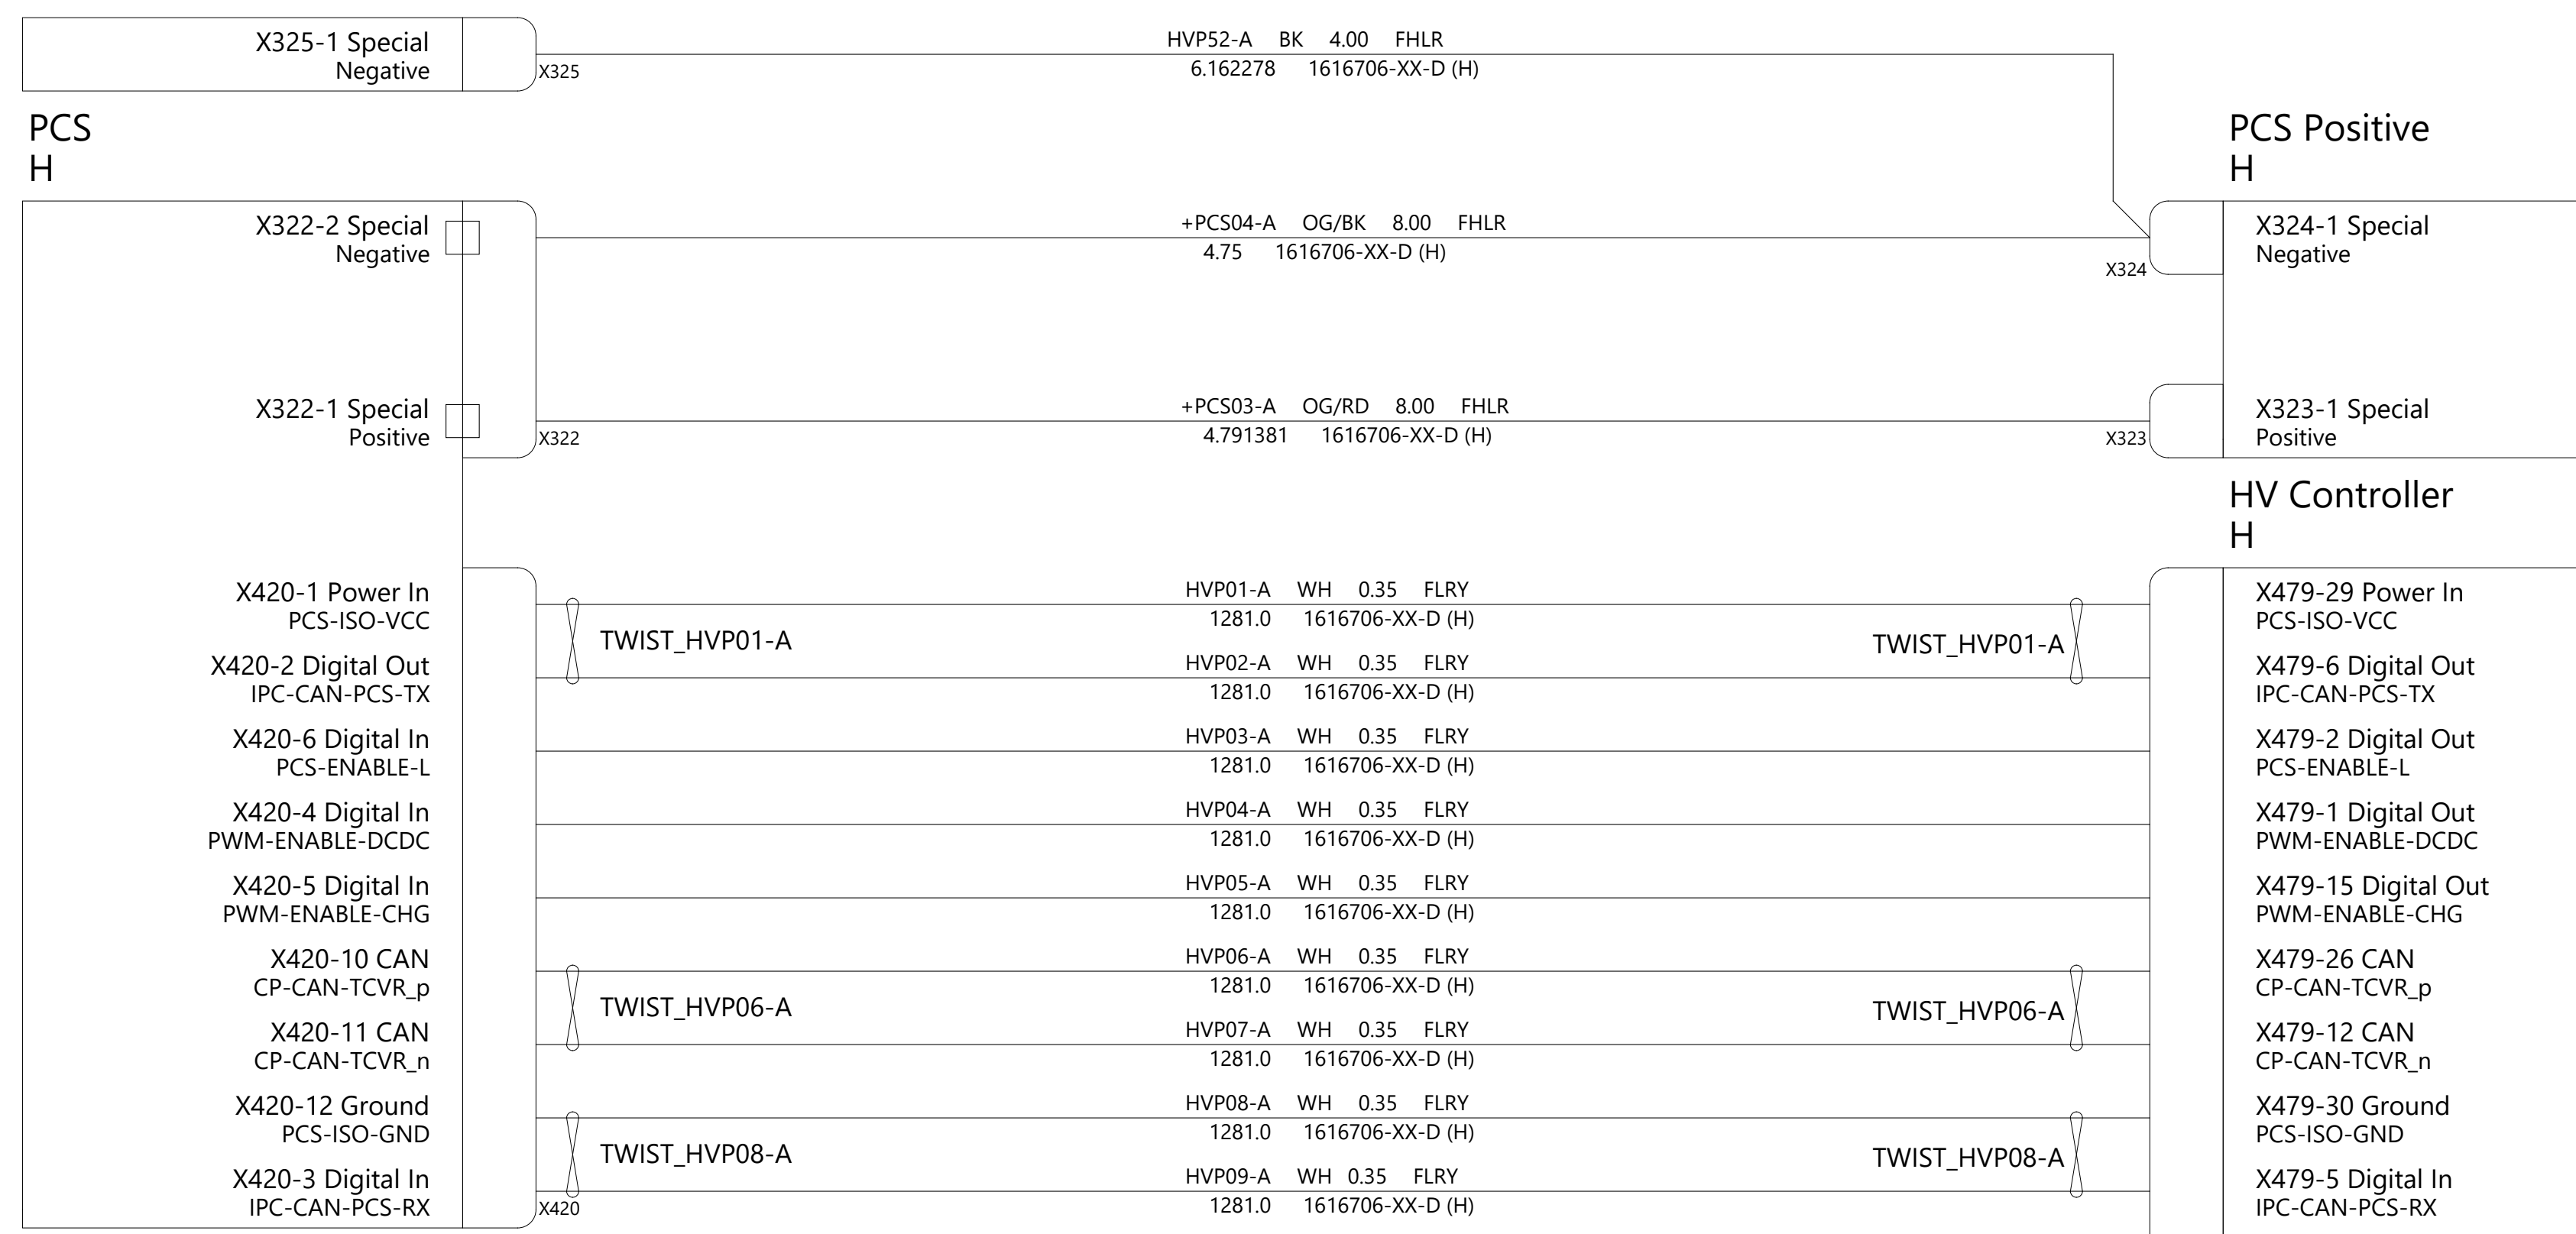 X325-1 Special
Negative
X325
HVP52-A BK 4.00 FHLR
6.162278 1616706-XX-D (H)
PCS
H
PCS Positive
H
X322-2 Special
Negative
+PCS04-A OG/BK 8.00 FHLR
4.75 1616706-XX-D (H)
X324
X324-1 Special
Negative
X322-1 Special
Positive
X322
+PCS03-A OG/RD 8.00 FHLR
4.791381 1616706-XX-D (H)
X323
X323-1 Special
Positive
HV Controller
H
X420-1 Power In
PCS-ISO-VCC
HVP01-A WH 0.35 FLRY
1281.0 1616706-XX-D (H)
X479-29 Power In
PCS-ISO-VCC
TWIST_HVP01-A
TWIST_HVP01-A
X420-2 Digital Out
IPC-CAN-PCS-TX
HVP02-A WH 0.35 FLRY
1281.0 1616706-XX-D (H)
X479-6 Digital Out
IPC-CAN-PCS-TX
X420-6 Digital In
PCS-ENABLE-L
HVP03-A WH 0.35 FLRY
1281.0 1616706-XX-D (H)
X479-2 Digital Out
PCS-ENABLE-L
X420-4 Digital In
PWM-ENABLE-DCDC
HVP04-A WH 0.35 FLRY
1281.0 1616706-XX-D (H)
X479-1 Digital Out
PWM-ENABLE-DCDC
X420-5 Digital In
PWM-ENABLE-CHG
HVP05-A WH 0.35 FLRY
1281.0 1616706-XX-D (H)
X479-15 Digital Out
PWM-ENABLE-CHG
X420-10 CAN
CP-CAN-TCVR_p
HVP06-A WH 0.35 FLRY
1281.0 1616706-XX-D (H)
X479-26 CAN
CP-CAN-TCVR_p
TWIST_HVP06-A
TWIST_HVP06-A
X420-11 CAN
CP-CAN-TCVR_n
HVP07-A WH 0.35 FLRY
1281.0 1616706-XX-D (H)
X479-12 CAN
CP-CAN-TCVR_n
X420-12 Ground
PCS-ISO-GND
HVP08-A WH 0.35 FLRY
1281.0 1616706-XX-D (H)
X479-30 Ground
PCS-ISO-GND
TWIST_HVP08-A
TWIST_HVP08-A
X420-3 Digital In
IPC-CAN-PCS-RX
X420
HVP09-A WH 0.35 FLRY
1281.0 1616706-XX-D (H)
X479-5 Digital In
IPC-CAN-PCS-RX